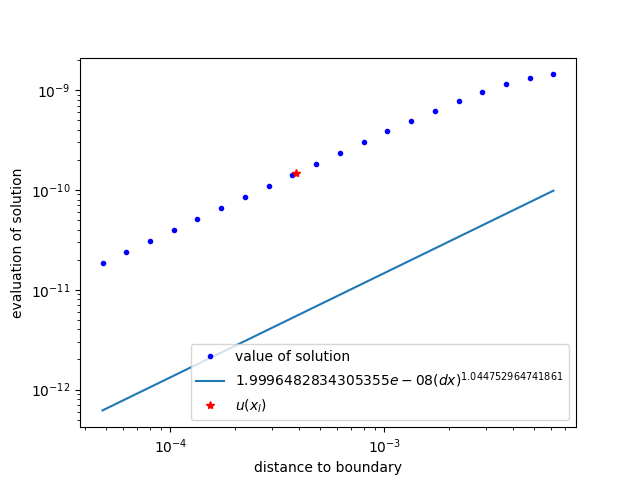 10⁻⁹
10⁻¹⁰
10⁻¹¹
10⁻¹²
evaluation of solution
value of solution
1.9996482834305355e − 08(dx)^1.044752964741861
u(x_l)
10⁻⁴
10⁻³
distance to boundary